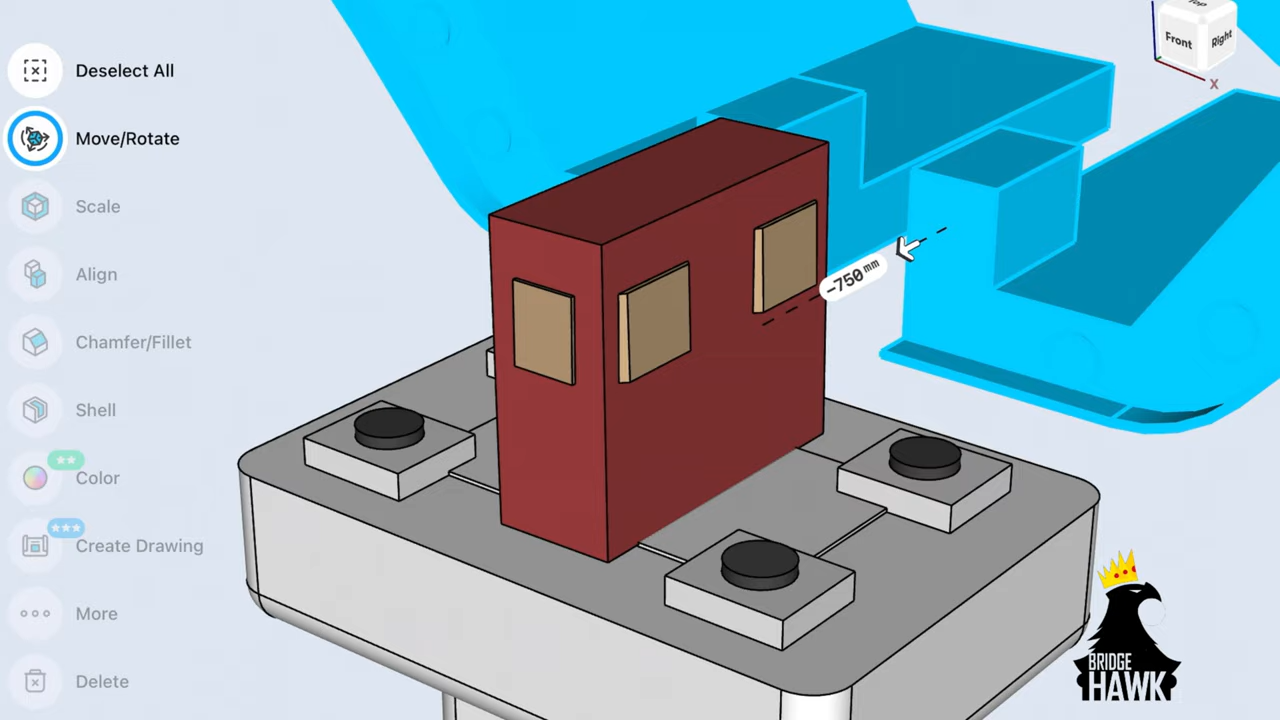 Deselect All
Move/Rotate
Scale
Align
Chamfer/Fillet
Shell
Color
Create Drawing
More
Delete
-750 mm
Top
Front
Right
X
BRIDGE
HAWK